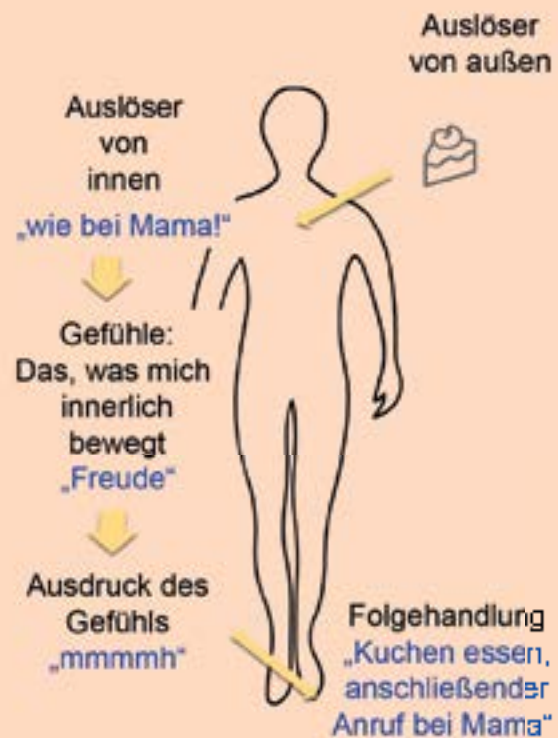 Auslöser
von außen
Auslöser
von
innen
„wie bei Mama!“
Gefühle:
Das, was mich
innerlich
bewegt
„Freude“
Ausdruck des
Gefühls
„mmmmh“
Folgehandlung
„Kuchen essen,
anschließender
Anruf bei Mama“